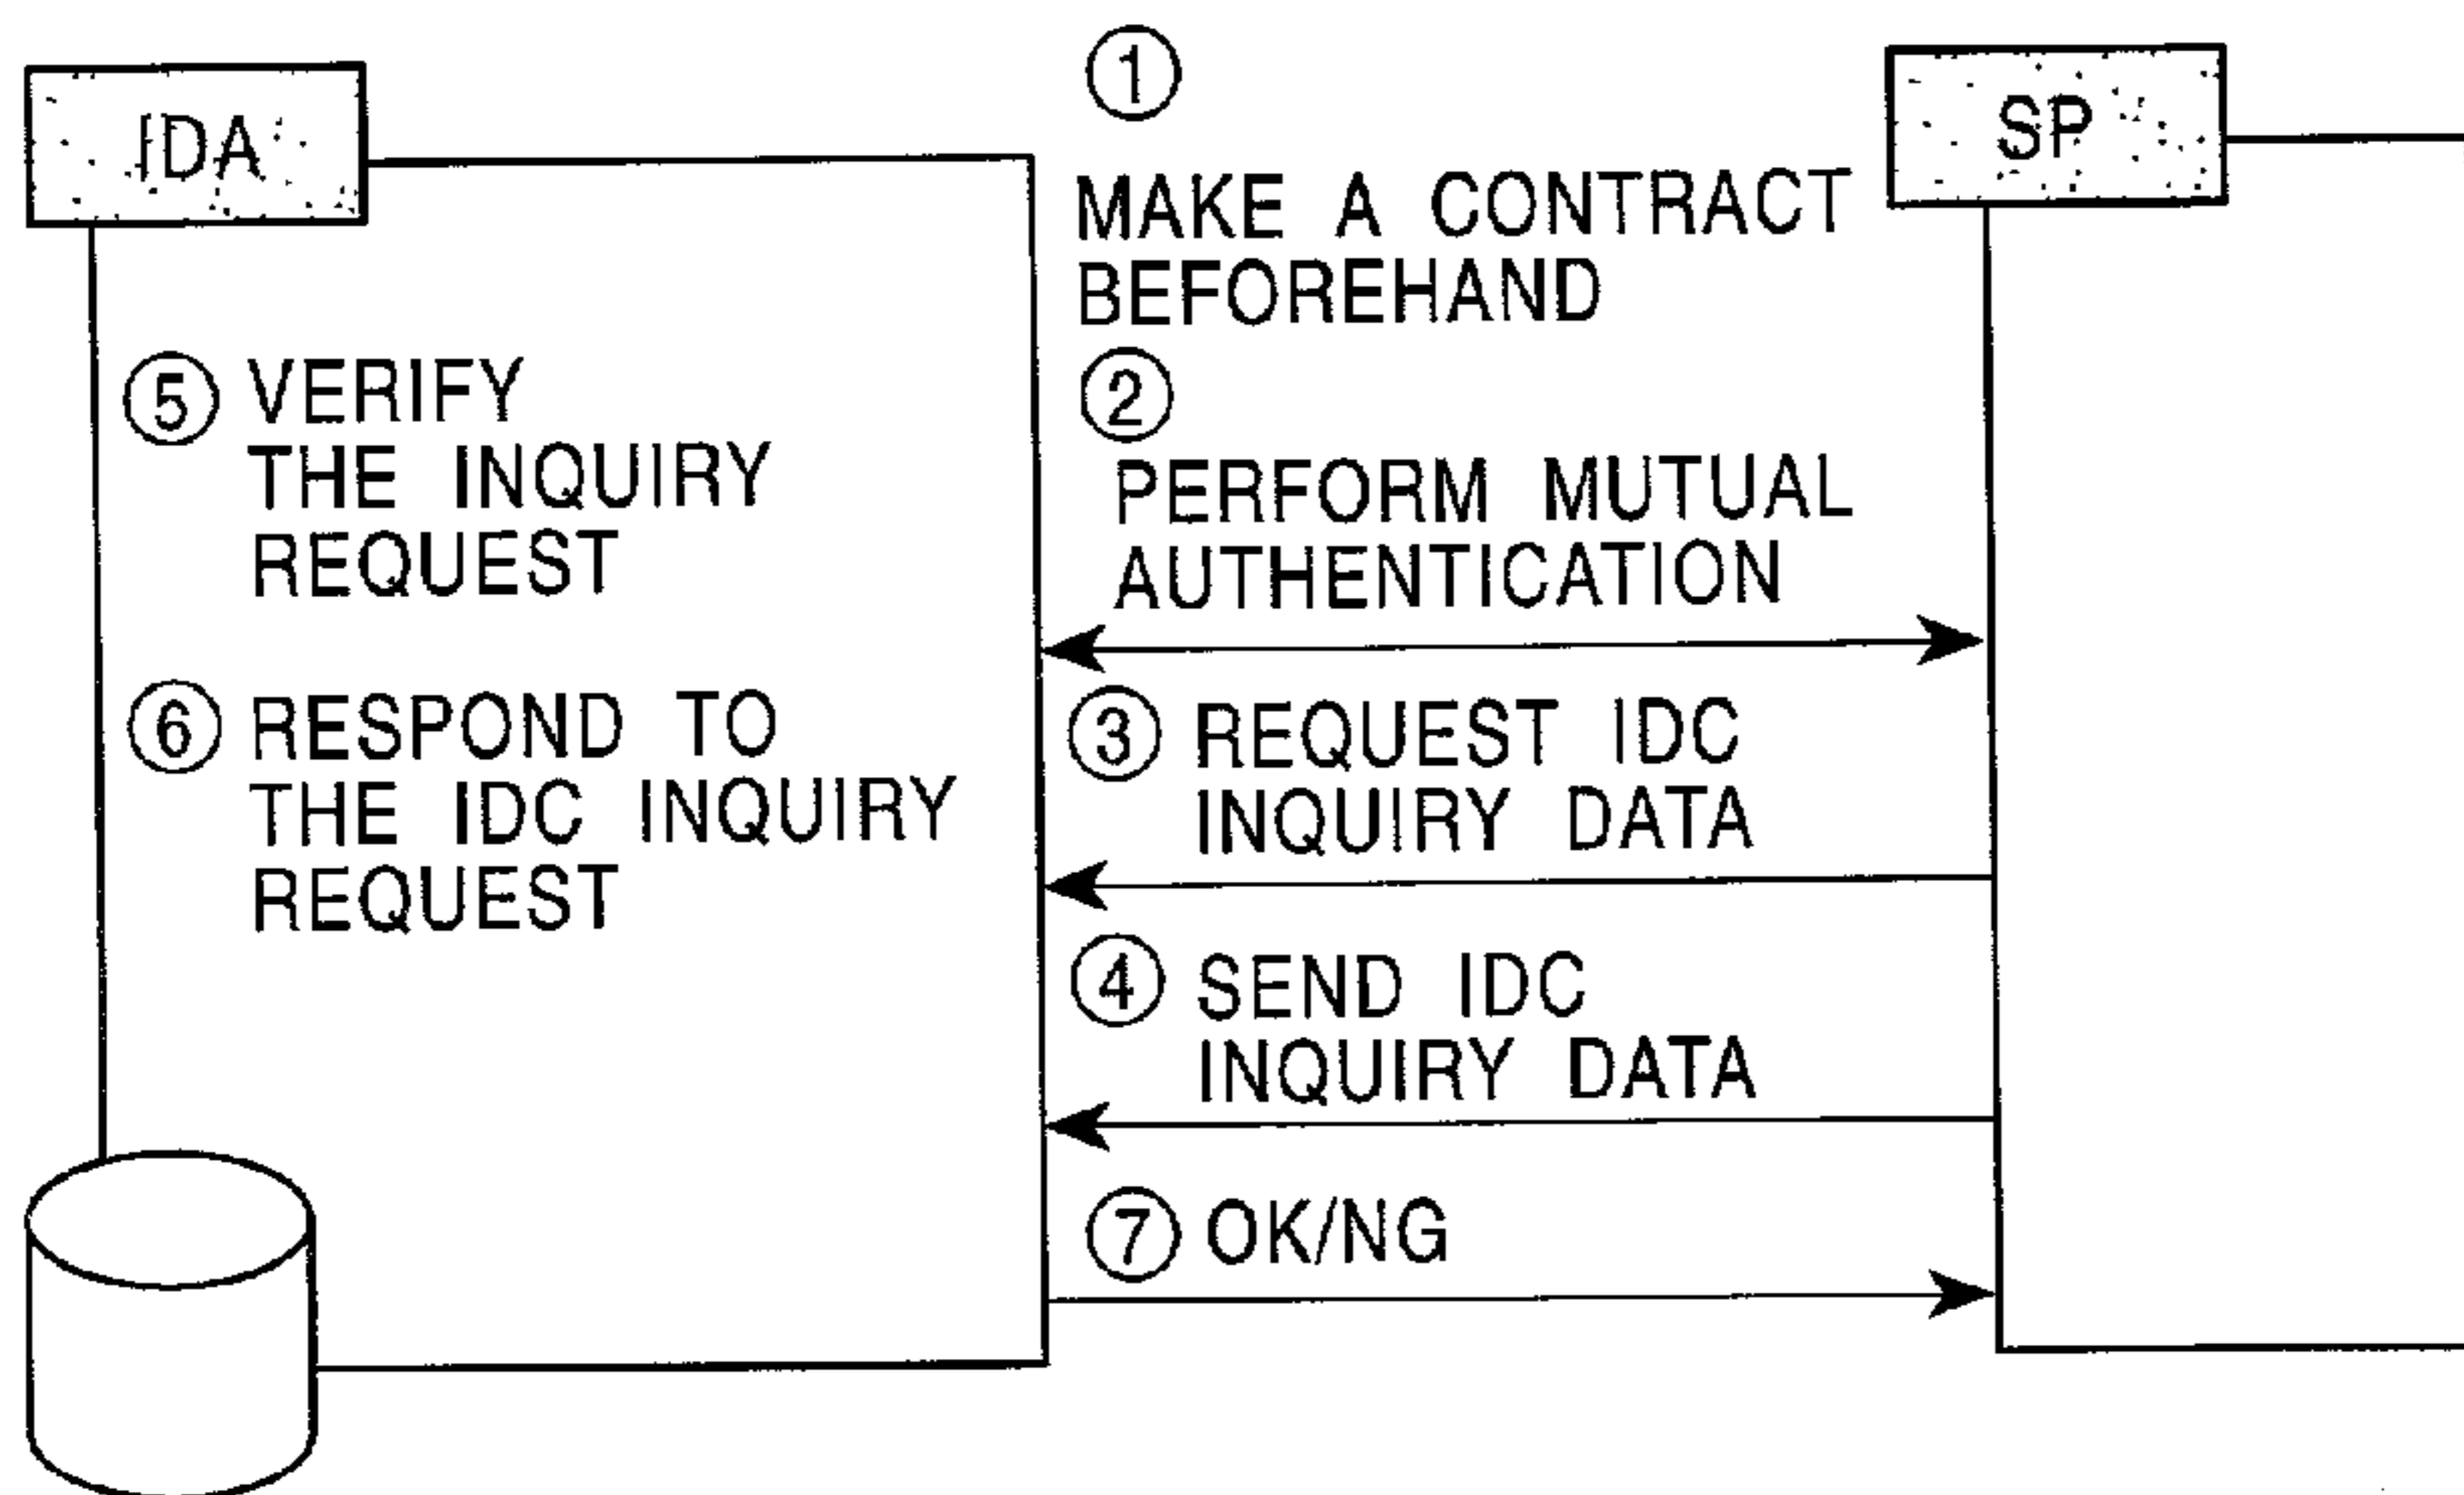 IDA
SP
①
MAKE A CONTRACT
BEFOREHAND
②
PERFORM MUTUAL
AUTHENTICATION
③ REQUEST IDC
INQUIRY DATA
④ SEND IDC
INQUIRY DATA
⑤ VERIFY
THE INQUIRY
REQUEST
⑥ RESPOND TO
THE IDC INQUIRY
REQUEST
⑦ OK/NG